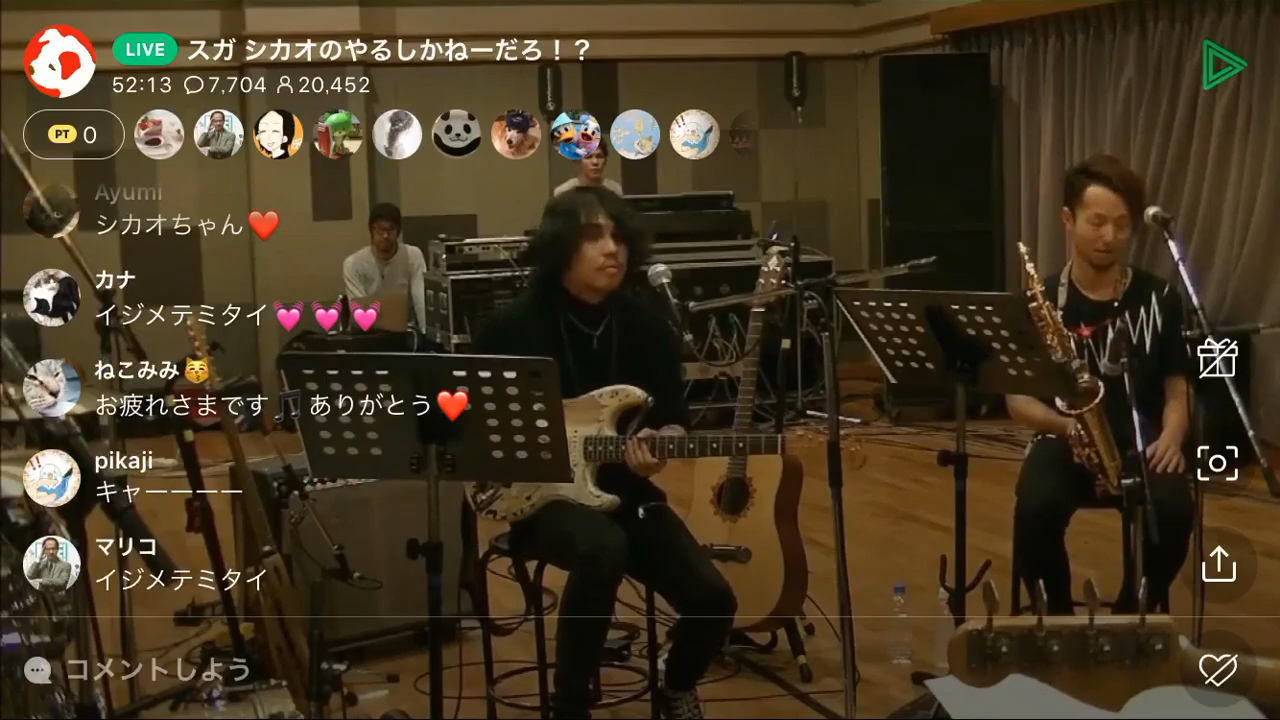 LIVE スガ シカオのやるしかねーだろ！？
52:13 7,704 20,452
PT 0
Ayumi
シカオちゃん❤️
カナ
イジメテミタイ💓💓💓
ねこみみ😽
お疲れさまです🎵ありがとう❤️
pikaji
キャーーーー
マリコ
イジメテミタイ
コメントしよう